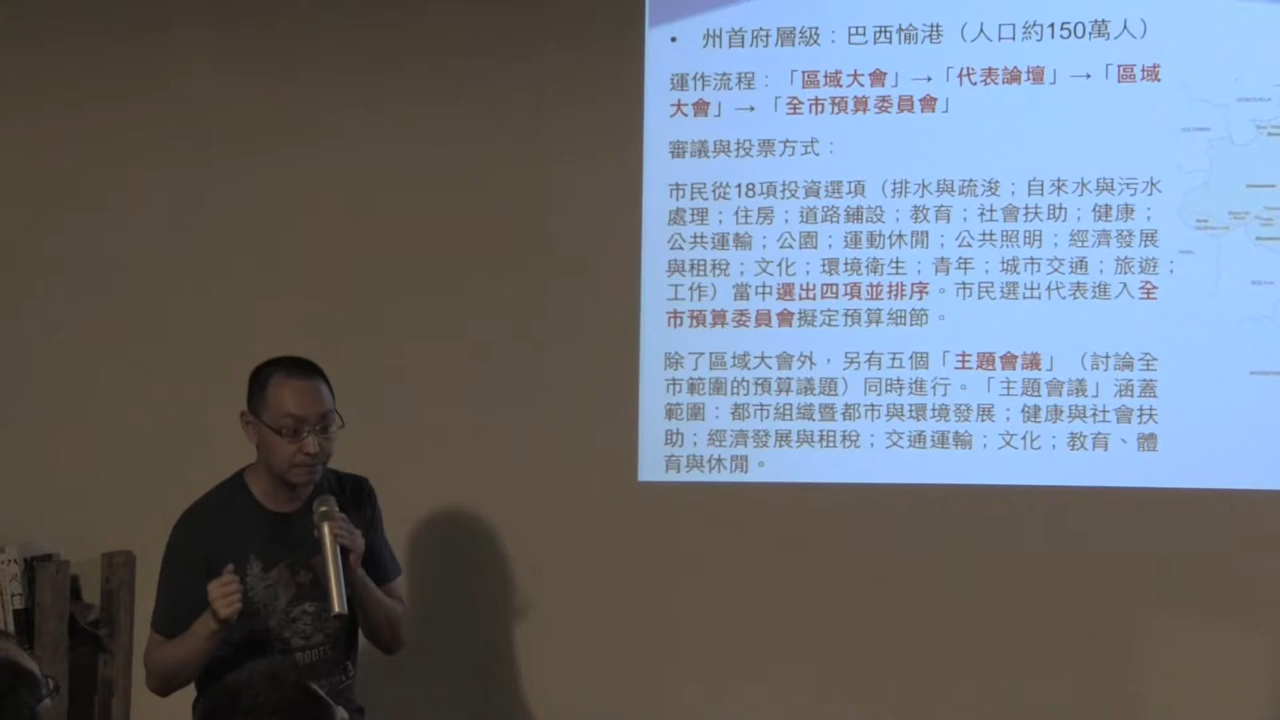 • 州首府層級：巴西愉港（人口約150萬人）
運作流程：「區域大會」→「代表論壇」→「區域
大會」→「全市預算委員會」
審議與投票方式：
市民從18項投資選項（排水與疏浚；自來水與污水
處理；住房；道路鋪設；教育；社會扶助；健康；
公共運輸；公園；運動休閒；公共照明；經濟發展
與租稅；文化；環境衛生；青年；城市交通；旅遊；
工作）當中選出四項並排序。市民選出代表進入全
市預算委員會擬定預算細節。
除了區域大會外，另有五個「主題會議」（討論全
市範圍的預算議題）同時進行。「主題會議」涵蓋
範圍：都市組織暨都市與環境發展；健康與社會扶
助；經濟發展與租稅；交通運輸；文化；教育、體
育與休閒。